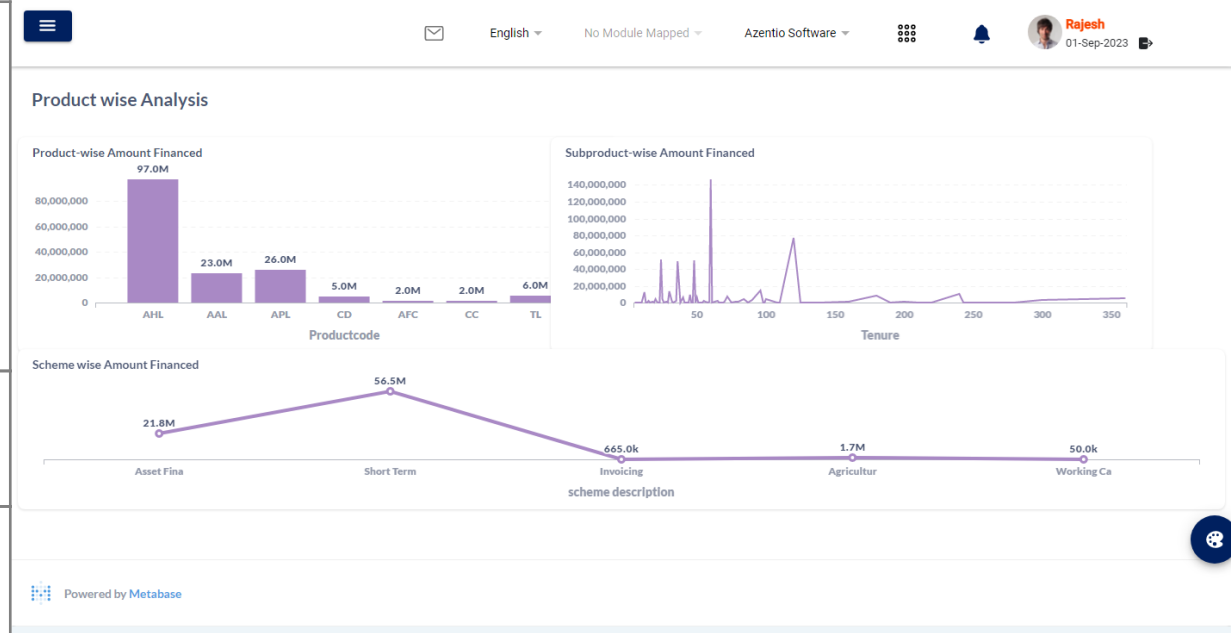 English
No Module Mapped
Azentio Software
Rajesh
01-Sep-2023
Product wise Analysis
Product-wise Amount Financed
97.0M
80,000,000
60,000,000
40,000,000
20,000,000
0
23.0M
26.0M
5.0M
2.0M
2.0M
6.0M
AHL
AAL
APL
CD
AFC
CC
TL
Productcode
Subproduct-wise Amount Financed
140,000,000
120,000,000
100,000,000
80,000,000
60,000,000
40,000,000
20,000,000
0
50
100
150
200
250
300
350
Tenure
Scheme wise Amount Financed
21.8M
56.5M
665.0k
1.7M
50.0k
Asset Fina
Short Term
Invoicing
Agricultur
Working Ca
scheme description
Powered by Metabase